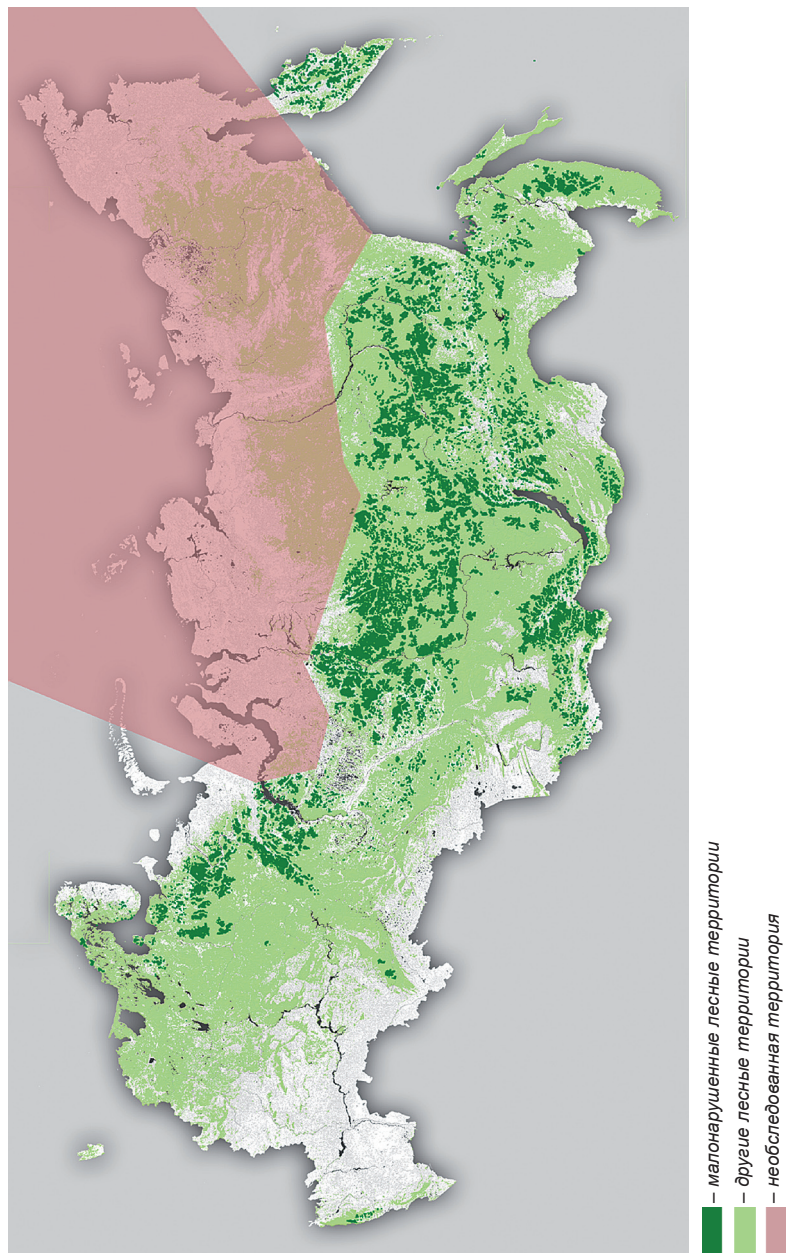 – малонарушенные лесные территории
– другие лесные территории
– необследованная территория